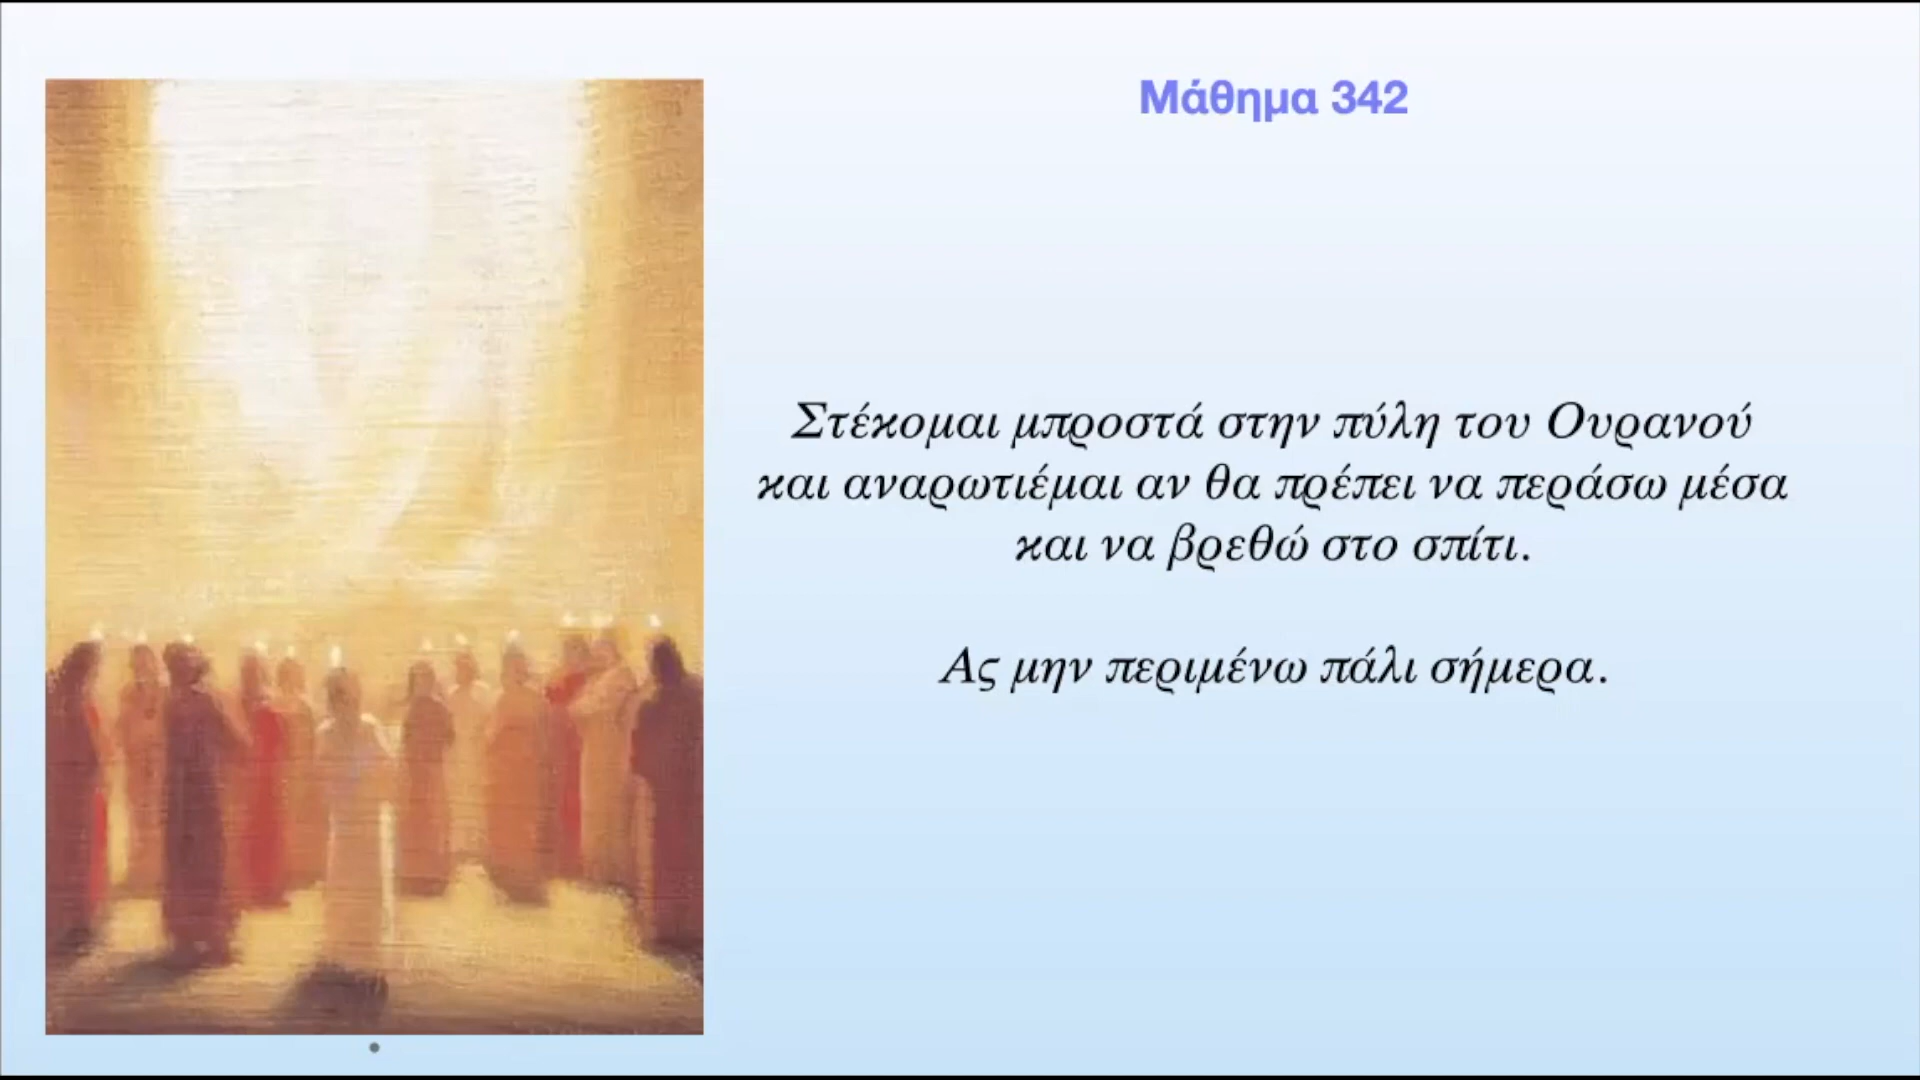 Μάθημα 342
Στέκομαι μπροστά στην πύλη του Ουρανού
και αναρωτιέμαι αν θα πρέπει να περάσω μέσα
και να βρεθώ στο σπίτι.
Ας μην περιμένω πάλι σήμερα.